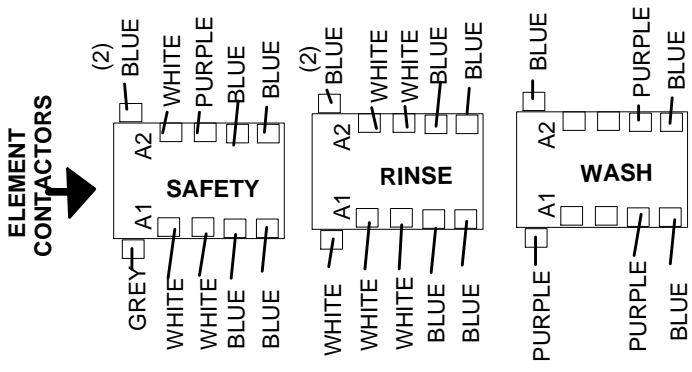 ELEMENT
CONTACTORS
(2)
BLUE
WHITE
PURPLE
BLUE
BLUE
A2
SAFETY
A1
GREY
WHITE
WHITE
BLUE
BLUE
(2)
BLUE
WHITE
WHITE
BLUE
BLUE
A2
RINSE
A1
WHITE
WHITE
WHITE
BLUE
BLUE
BLUE
PURPLE
BLUE
A2
WASH
A1
PURPLE
PURPLE
BLUE